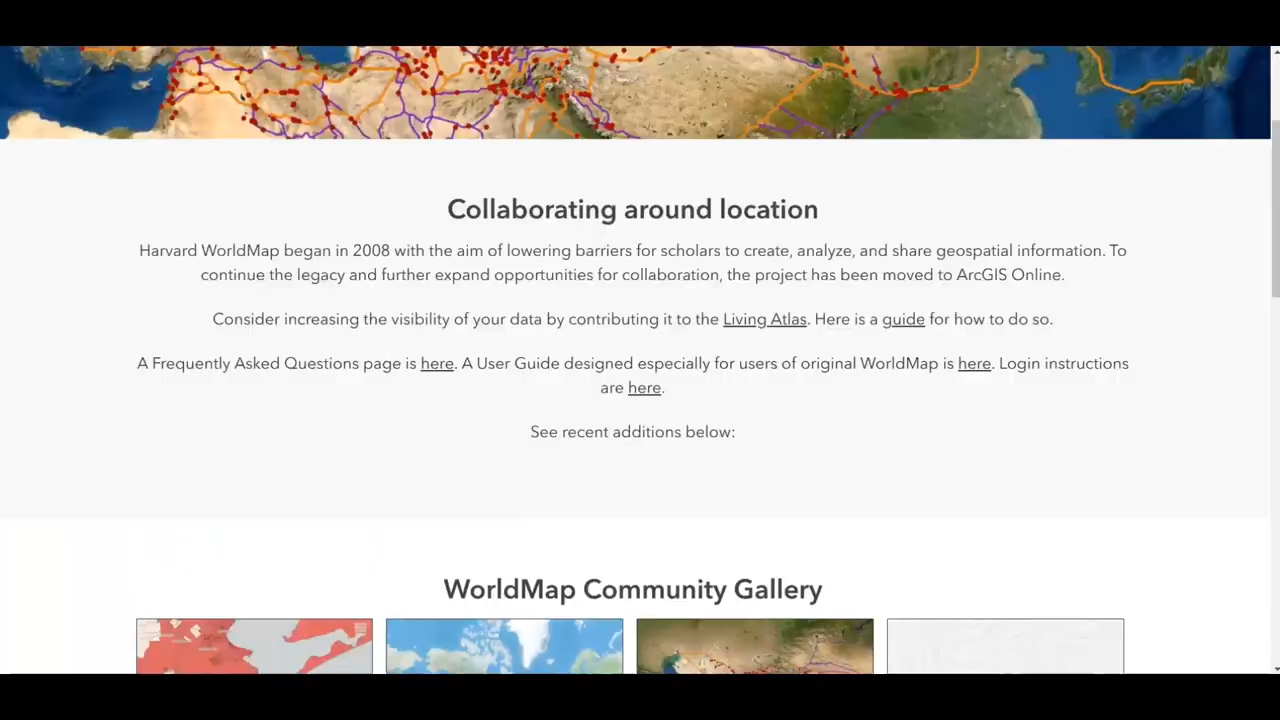 Collaborating around location
Harvard WorldMap began in 2008 with the aim of lowering barriers for scholars to create, analyze, and share geospatial information. To
continue the legacy and further expand opportunities for collaboration, the project has been moved to ArcGIS Online.
Consider increasing the visibility of your data by contributing it to the Living Atlas. Here is a guide for how to do so.
A Frequently Asked Questions page is here. A User Guide designed especially for users of original WorldMap is here. Login instructions
are here.
See recent additions below:
WorldMap Community Gallery